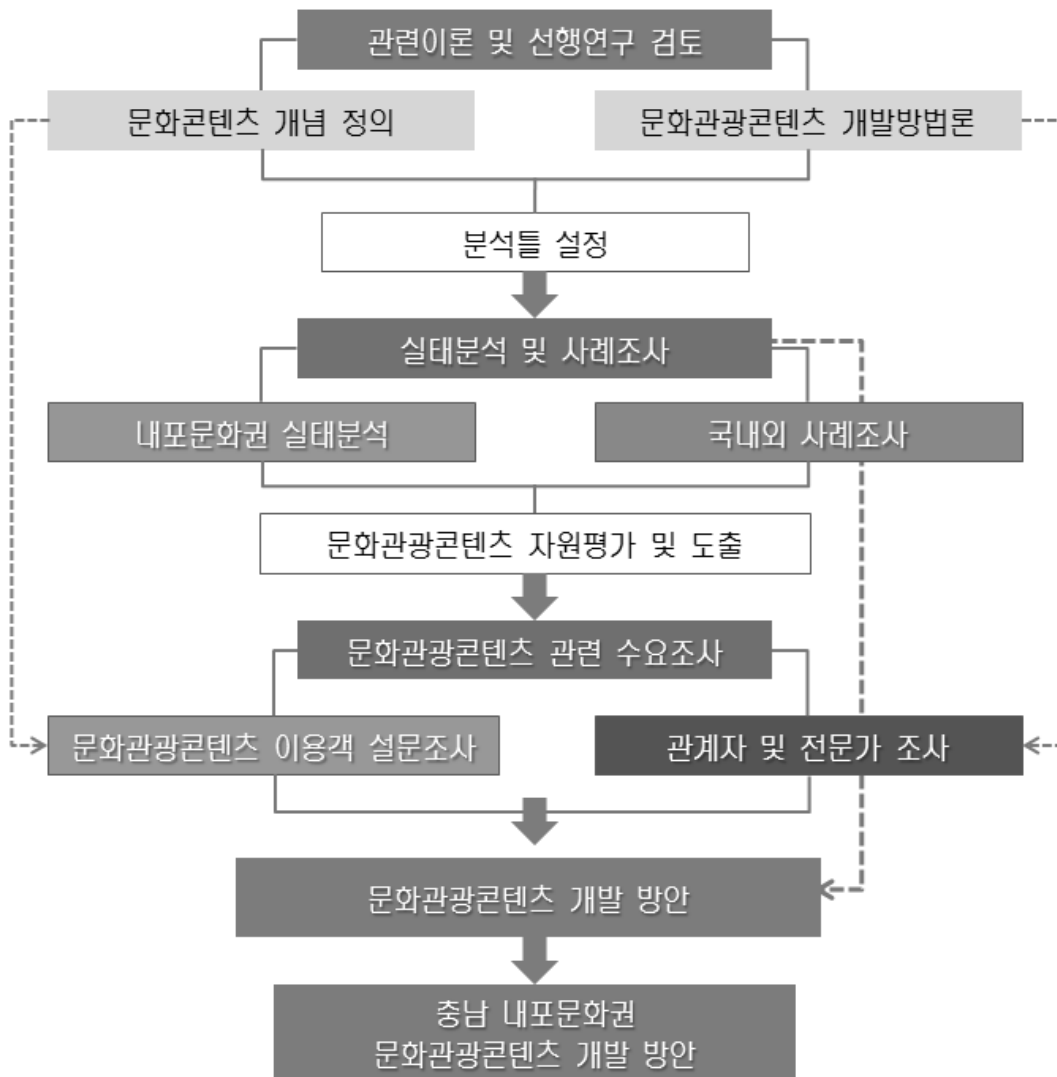 관련이론 및 선행연구 검토
문화콘텐츠 개념 정의
문화관광콘텐츠 개발방법론
분석틀 설정
실태분석 및 사례조사
내포문화권 실태분석
국내외 사례조사
문화관광콘텐츠 자원평가 및 도출
문화관광콘텐츠 관련 수요조사
문화관광콘텐츠 이용객 설문조사
관계자 및 전문가 조사
문화관광콘텐츠 개발 방안
충남 내포문화권
문화관광콘텐츠 개발 방안